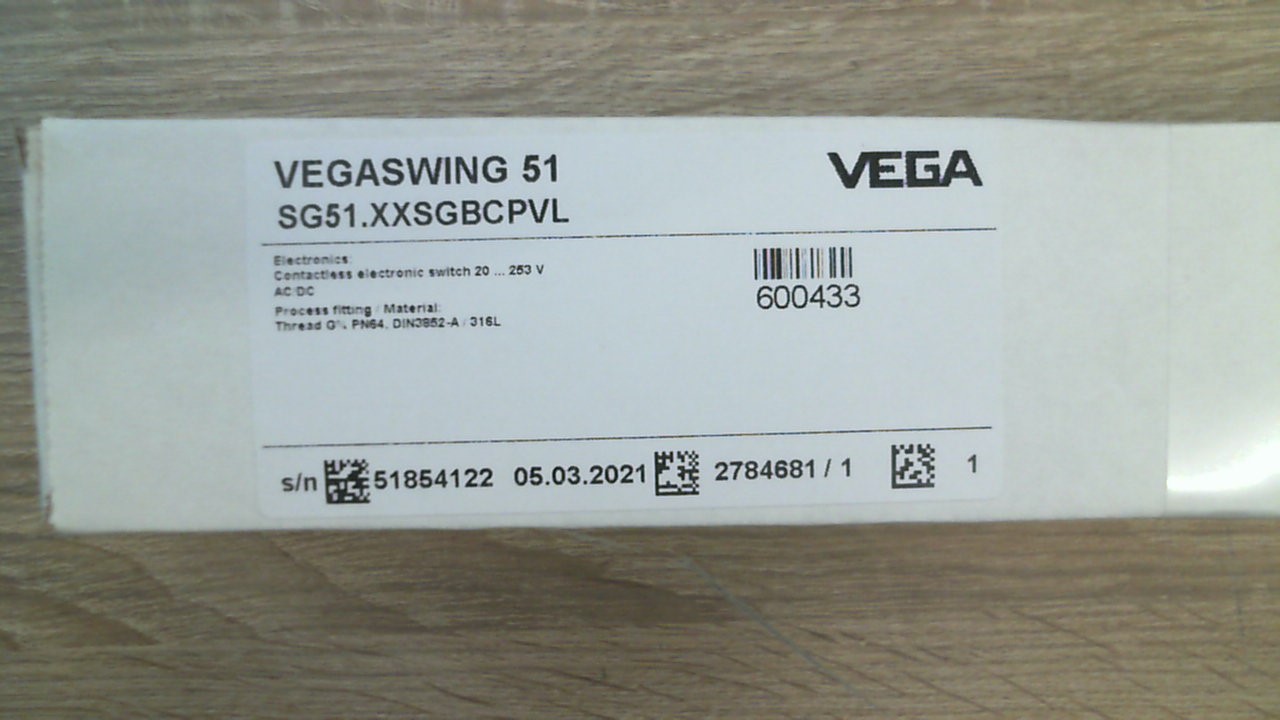 VEGASWING 51
VEGA
SG51.XXSGBCPVL
Electronics:
Contactless electronic switch 20 ... 253 V
AC/DC
Process fitting / Material:
Thread G¾, PN64, DIN3852-A / 316L
600433
s/n 51854122 05.03.2021 2784681 / 1 1